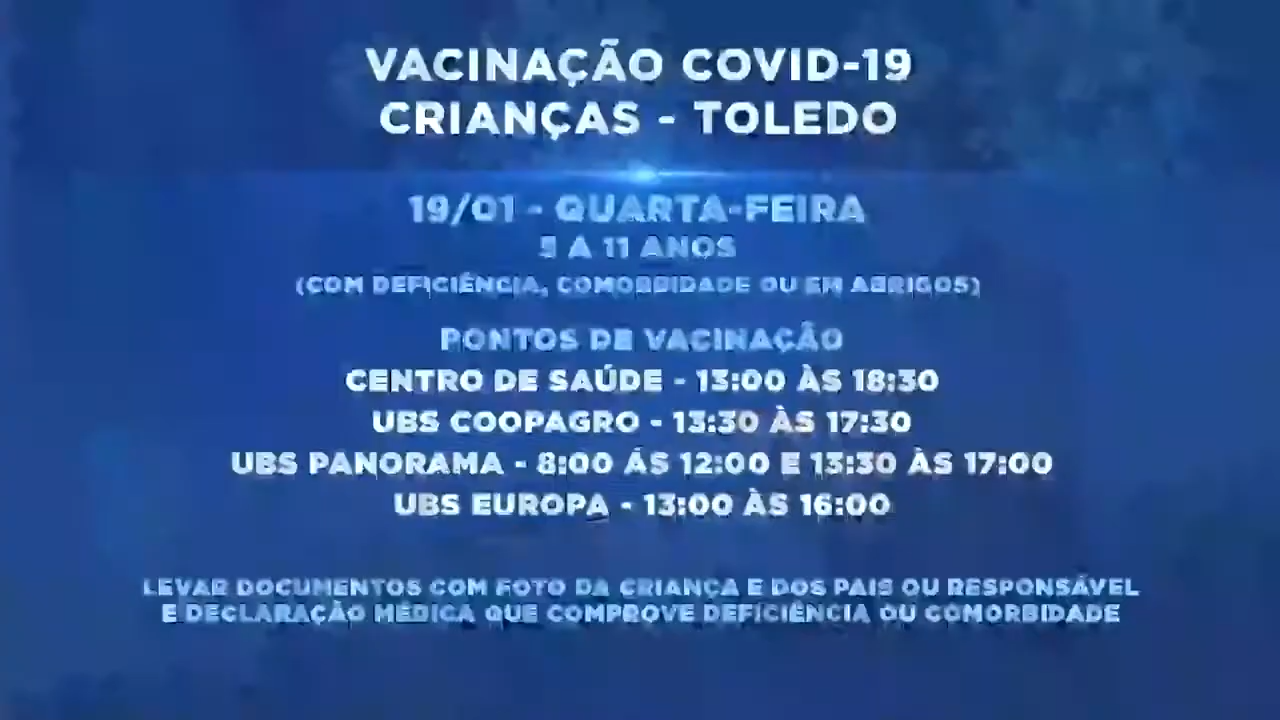 VACINAÇÃO COVID-19
CRIANÇAS - TOLEDO
19/01 - QUARTA-FEIRA
5 A 11 ANOS
(COM DEFICIÊNCIA, COMORBIDADE OU EM ABRIGOS)
PONTOS DE VACINAÇÃO
CENTRO DE SAÚDE - 13:00 ÀS 18:30
UBS COOPAGRO - 13:30 ÀS 17:30
UBS PANORAMA - 8:00 ÁS 12:00 E 13:30 ÀS 17:00
UBS EUROPA - 13:00 ÀS 16:00
LEVAR DOCUMENTOS COM FOTO DA CRIANÇA E DOS PAIS OU RESPONSÁVEL
E DECLARAÇÃO MÉDICA QUE COMPROVE DEFICIÊNCIA OU COMORBIDADE